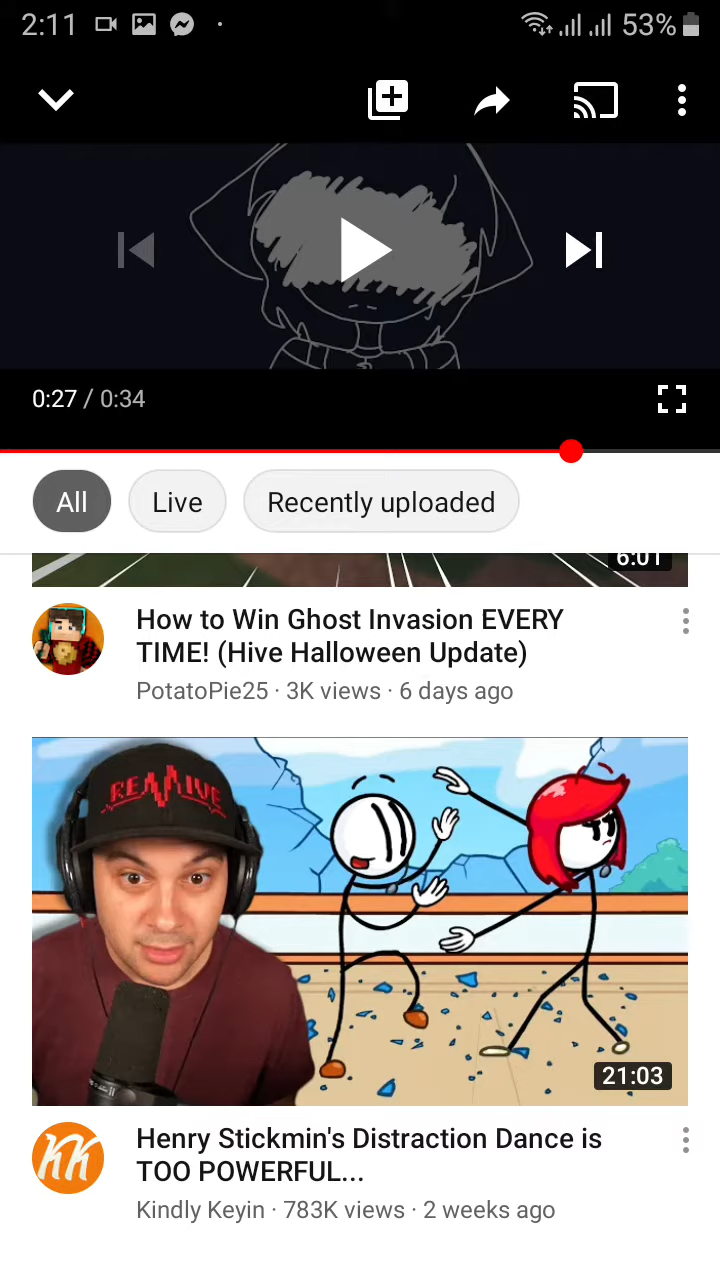 2:11
53%
0:27 / 0:34
All
Live
Recently uploaded
6:01
How to Win Ghost Invasion EVERY
TIME! (Hive Halloween Update)
PotatoPie25 · 3K views · 6 days ago
REVIVE
21:03
KK
Henry Stickmin's Distraction Dance is
TOO POWERFUL...
Kindly Keyin · 783K views · 2 weeks ago